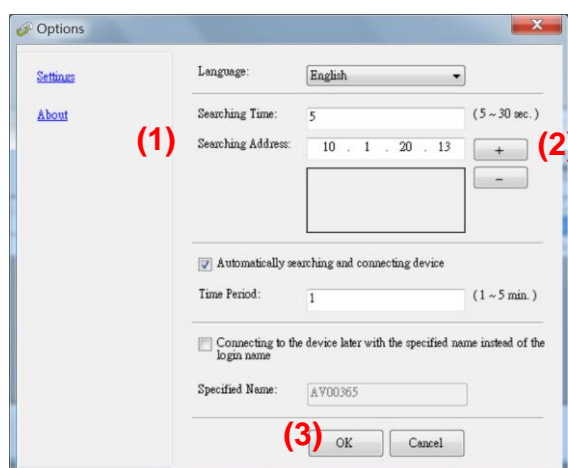 Options
Settings
About
Language: English
Searching Time: 5 (5 ~ 30 sec. )
(1) Searching Address: 10 . 1 . 20 . 13 + (2)
–
Automatically searching and connecting device
Time Period: 1 (1 ~ 5 min. )
Connecting to the device later with the specified name instead of the
login name
Specified Name: AV00365
(3) OK Cancel